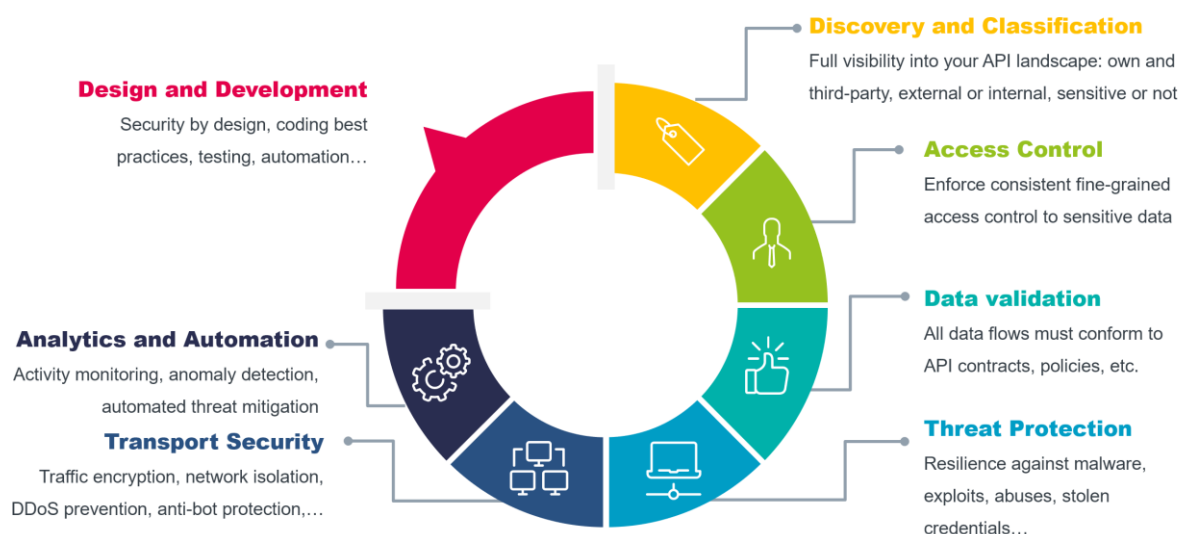 Discovery and Classification
Full visibility into your API landscape: own and
third-party, external or internal, sensitive or not
Design and Development
Security by design, coding best
practices, testing, automation…
Access Control
Enforce consistent fine-grained
access control to sensitive data
Data validation
All data flows must conform to
API contracts, policies, etc.
Analytics and Automation
Activity monitoring, anomaly detection,
automated threat mitigation
Threat Protection
Resilience against malware,
exploits, abuses, stolen
credentials…
Transport Security
Traffic encryption, network isolation,
DDoS prevention, anti-bot protection,…